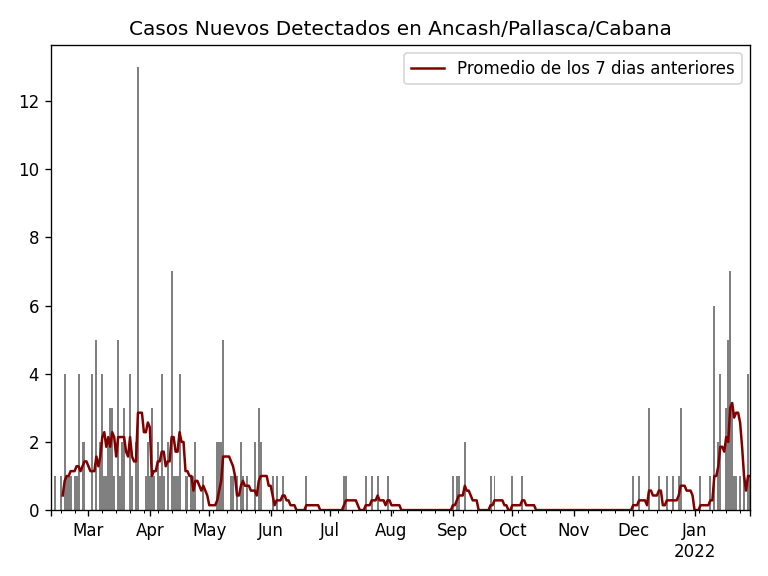 Casos Nuevos Detectados en Ancash/Pallasca/Cabana
Promedio de los 7 dias anteriores
12
10
8
6
4
2
0
Mar Apr May Jun Jul Aug Sep Oct Nov Dec Jan
2022